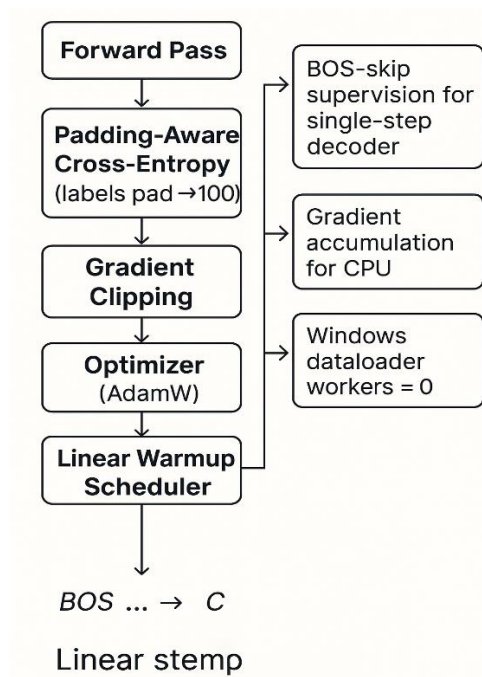 Forward Pass
Padding-Aware
Cross-Entropy
(labels pad →100)
Gradient
Clipping
Optimizer
(AdamW)
Linear Warmup
Scheduler
BOS ... → C
Linear stemp
BOS-skip
supervision for
single-step
decoder
Gradient
accumulation
for CPU
Windows
dataloader
workers = 0